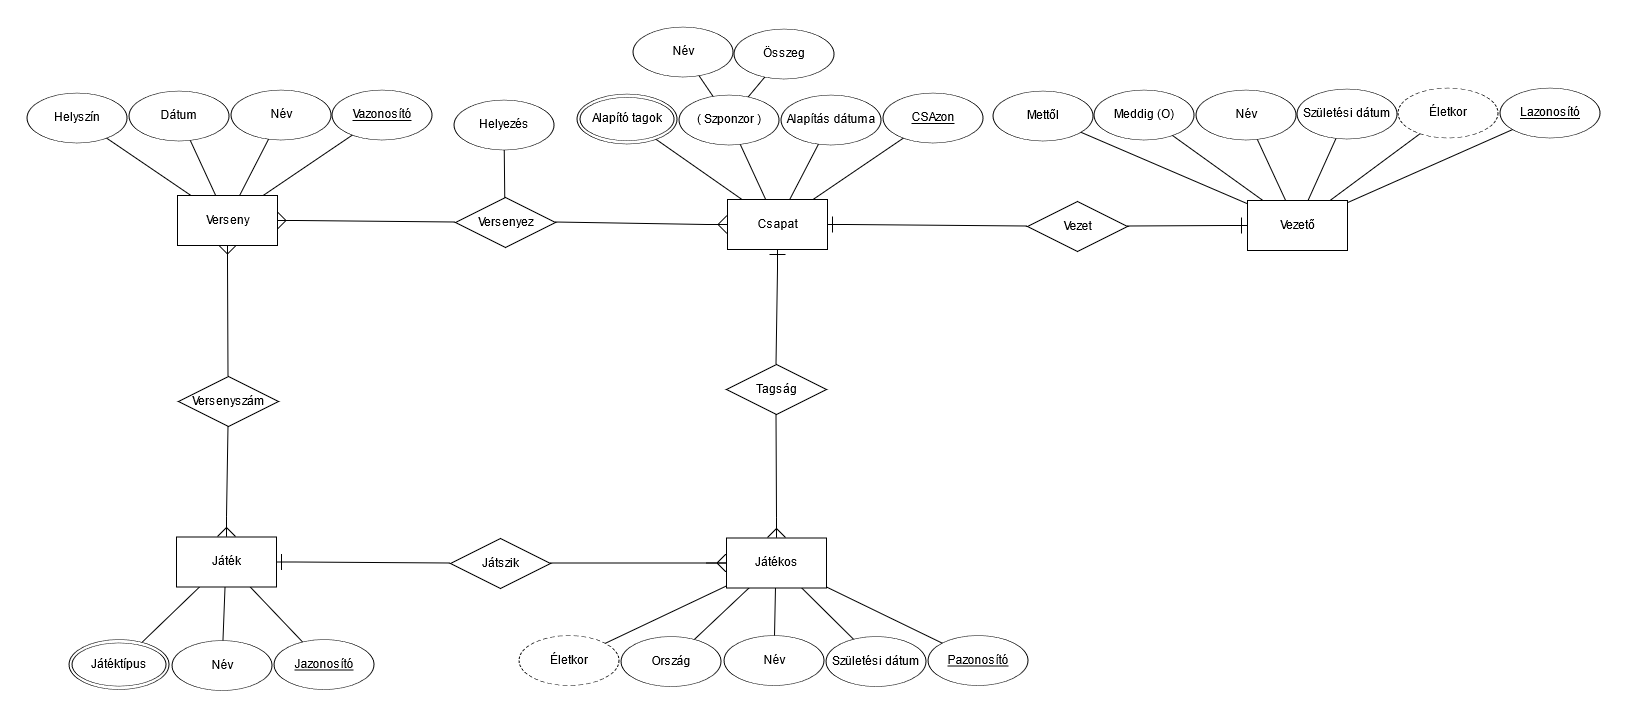 Név
Összeg
Helyszín
Dátum
Név
Vazonosító
Helyezés
Alapító tagok
( Szponzor )
Alapítás dátuma
CSAzon
Mettől
Meddig (O)
Név
Születési dátum
Életkor
Lazonosító
Verseny
Versenyez
Csapat
Vezet
Vezető
Versenyszám
Tagság
Játék
Játszik
Játékos
Játéktípus
Név
Jazonosító
Életkor
Ország
Név
Születési dátum
Pazonosító